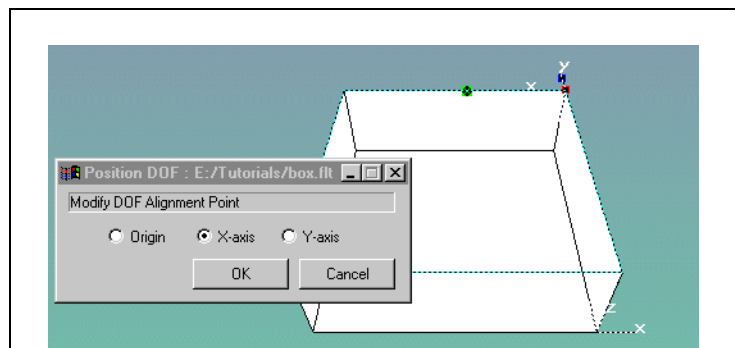 Y
X
Position DOF : E:/Tutorials/box.flt
Modify DOF Alignment Point
Origin X-axis Y-axis
OK Cancel
Z
X